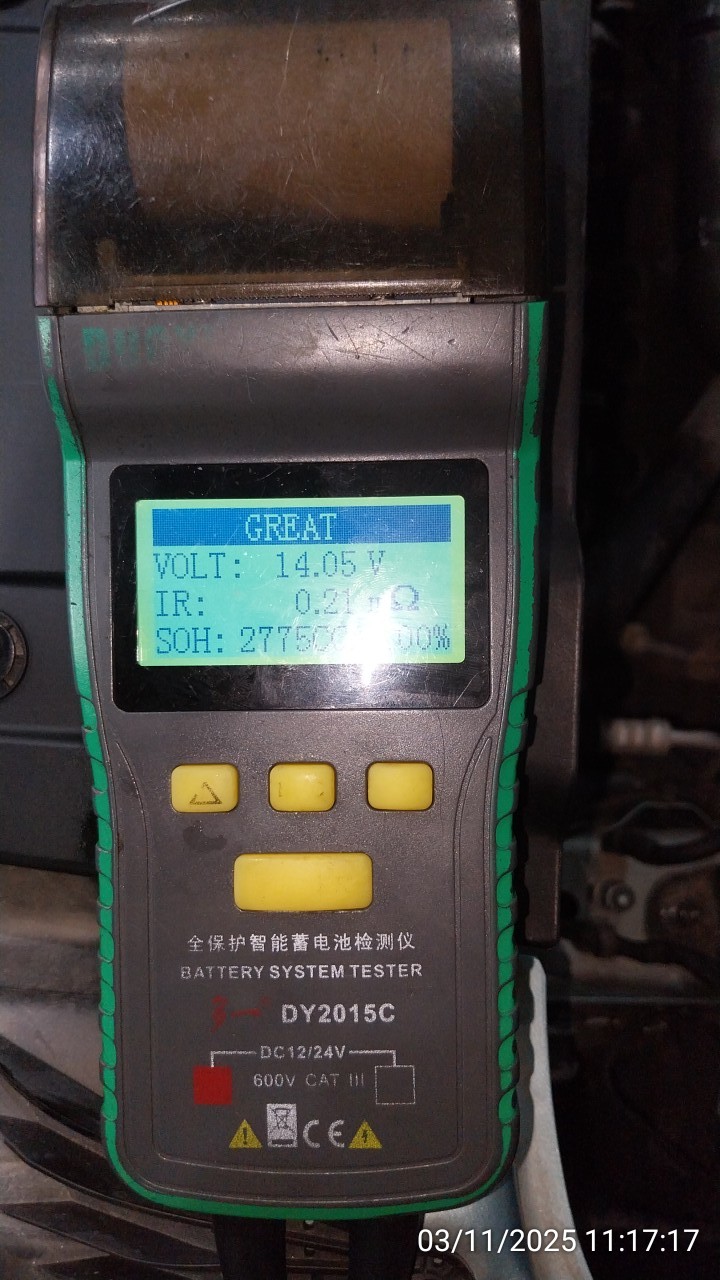 GREAT
VOLT: 14.05 V
IR: 0.21 Ω
SOH:
全保护智能蓄电池检测仪
BATTERY SYSTEM TESTER
DY2015C
DC12/24V
600V CAT III
CE
03/11/2025 11:17:17